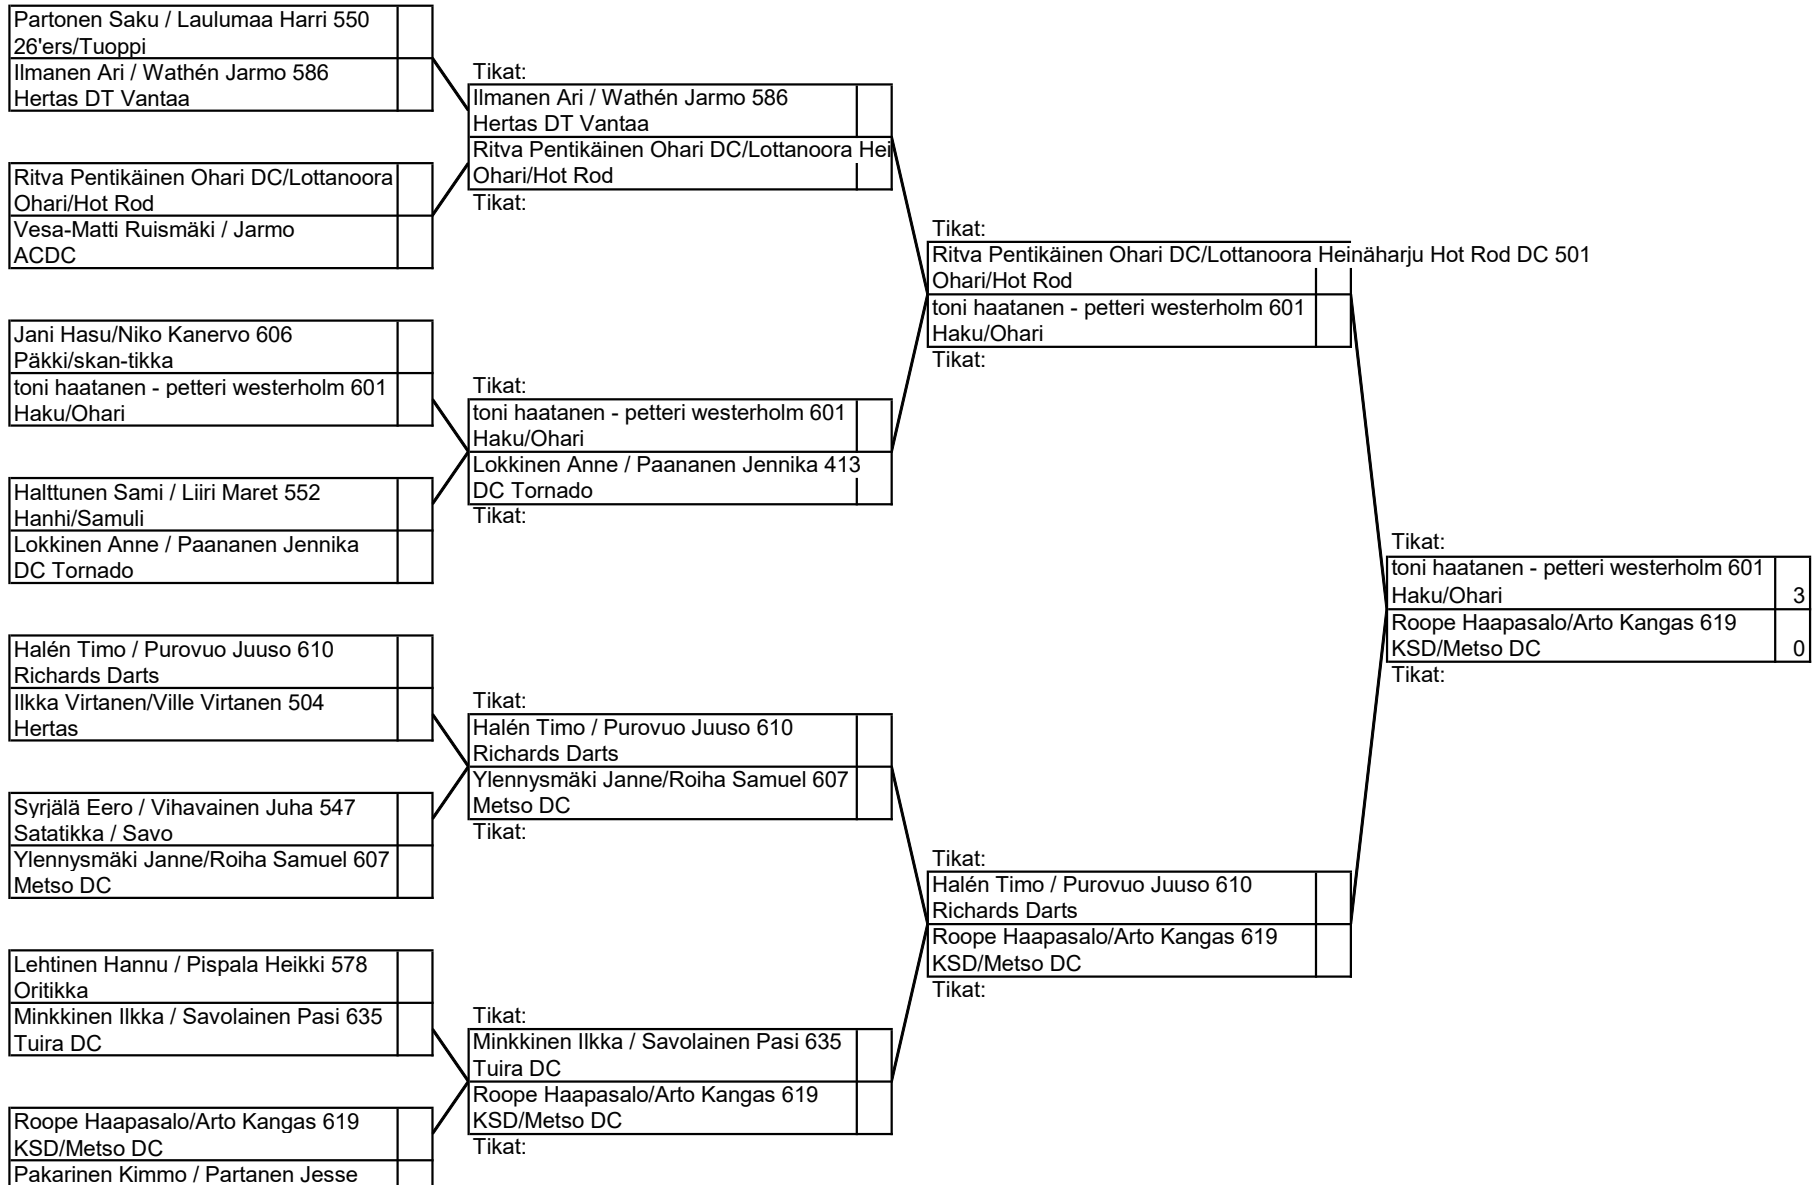 Partonen Saku / Laulumaa Harri 550
26'ers/Tuoppi
Ilmanen Ari / Wathén Jarmo 586
Hertas DT Vantaa
Ritva Pentikäinen Ohari DC/Lottanoora
Ohari/Hot Rod
Vesa-Matti Ruismäki / Jarmo
ACDC
Jani Hasu/Niko Kanervo 606
Päkki/skan-tikka
toni haatanen - petteri westerholm 601
Haku/Ohari
Halttunen Sami / Liiri Maret 552
Hanhi/Samuli
Lokkinen Anne / Paananen Jennika
DC Tornado
Halén Timo / Purovuo Juuso 610
Richards Darts
Ilkka Virtanen/Ville Virtanen 504
Hertas
Syrjälä Eero / Vihavainen Juha 547
Satatikka / Savo
Ylennysmäki Janne/Roiha Samuel 607
Metso DC
Lehtinen Hannu / Pispala Heikki 578
Oritikka
Minkkinen Ilkka / Savolainen Pasi 635
Tuira DC
Roope Haapasalo/Arto Kangas 619
KSD/Metso DC
Pakarinen Kimmo / Partanen Jesse
Tikat:
Ilmanen Ari / Wathén Jarmo 586
Hertas DT Vantaa
Ritva Pentikäinen Ohari DC/Lottanoora Hei
Ohari/Hot Rod
Tikat:
Tikat:
toni haatanen - petteri westerholm 601
Haku/Ohari
Lokkinen Anne / Paananen Jennika 413
DC Tornado
Tikat:
Tikat:
Halén Timo / Purovuo Juuso 610
Richards Darts
Ylennysmäki Janne/Roiha Samuel 607
Metso DC
Tikat:
Tikat:
Minkkinen Ilkka / Savolainen Pasi 635
Tuira DC
Roope Haapasalo/Arto Kangas 619
KSD/Metso DC
Tikat:
Tikat:
Ritva Pentikäinen Ohari DC/Lottanoora Heinäharju Hot Rod DC 501
Ohari/Hot Rod
toni haatanen - petteri westerholm 601
Haku/Ohari
Tikat:
Tikat:
Halén Timo / Purovuo Juuso 610
Richards Darts
Roope Haapasalo/Arto Kangas 619
KSD/Metso DC
Tikat:
Tikat:
toni haatanen - petteri westerholm 601
Haku/Ohari 3
Roope Haapasalo/Arto Kangas 619
KSD/Metso DC 0
Tikat: